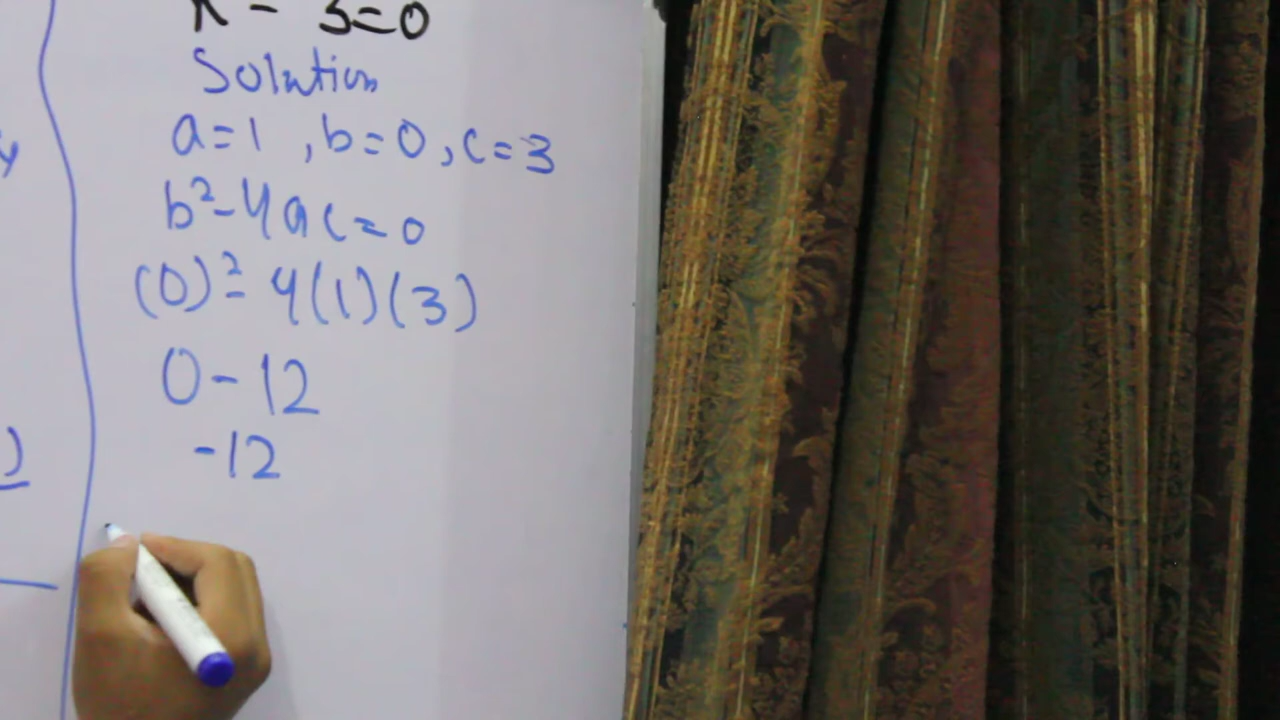 x - 3=0
Solution
a=1 , b=0, c=3
b²-4ac=0
(0)²- 4(1)(3)
0-12
-12
y
)